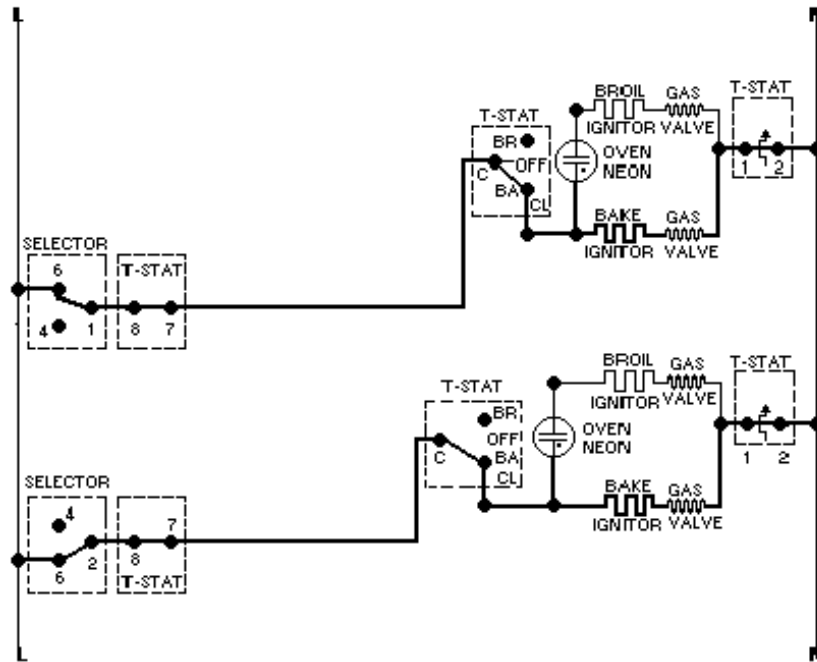 L N
BROIL GAS T-STAT
IGNITOR VALVE
T-STAT
BR
OFF
C
BA
CL
OVEN
NEON
1 2
BAKE GAS
IGNITOR VALVE
SELECTOR
6 T-STAT
4 1 8 7
BROIL GAS T-STAT
IGNITOR VALVE
T-STAT
BR
OFF
C
BA
CL
OVEN
NEON
1 2
BAKE GAS
IGNITOR VALVE
SELECTOR
4 7
6 2 8
T-STAT
L N